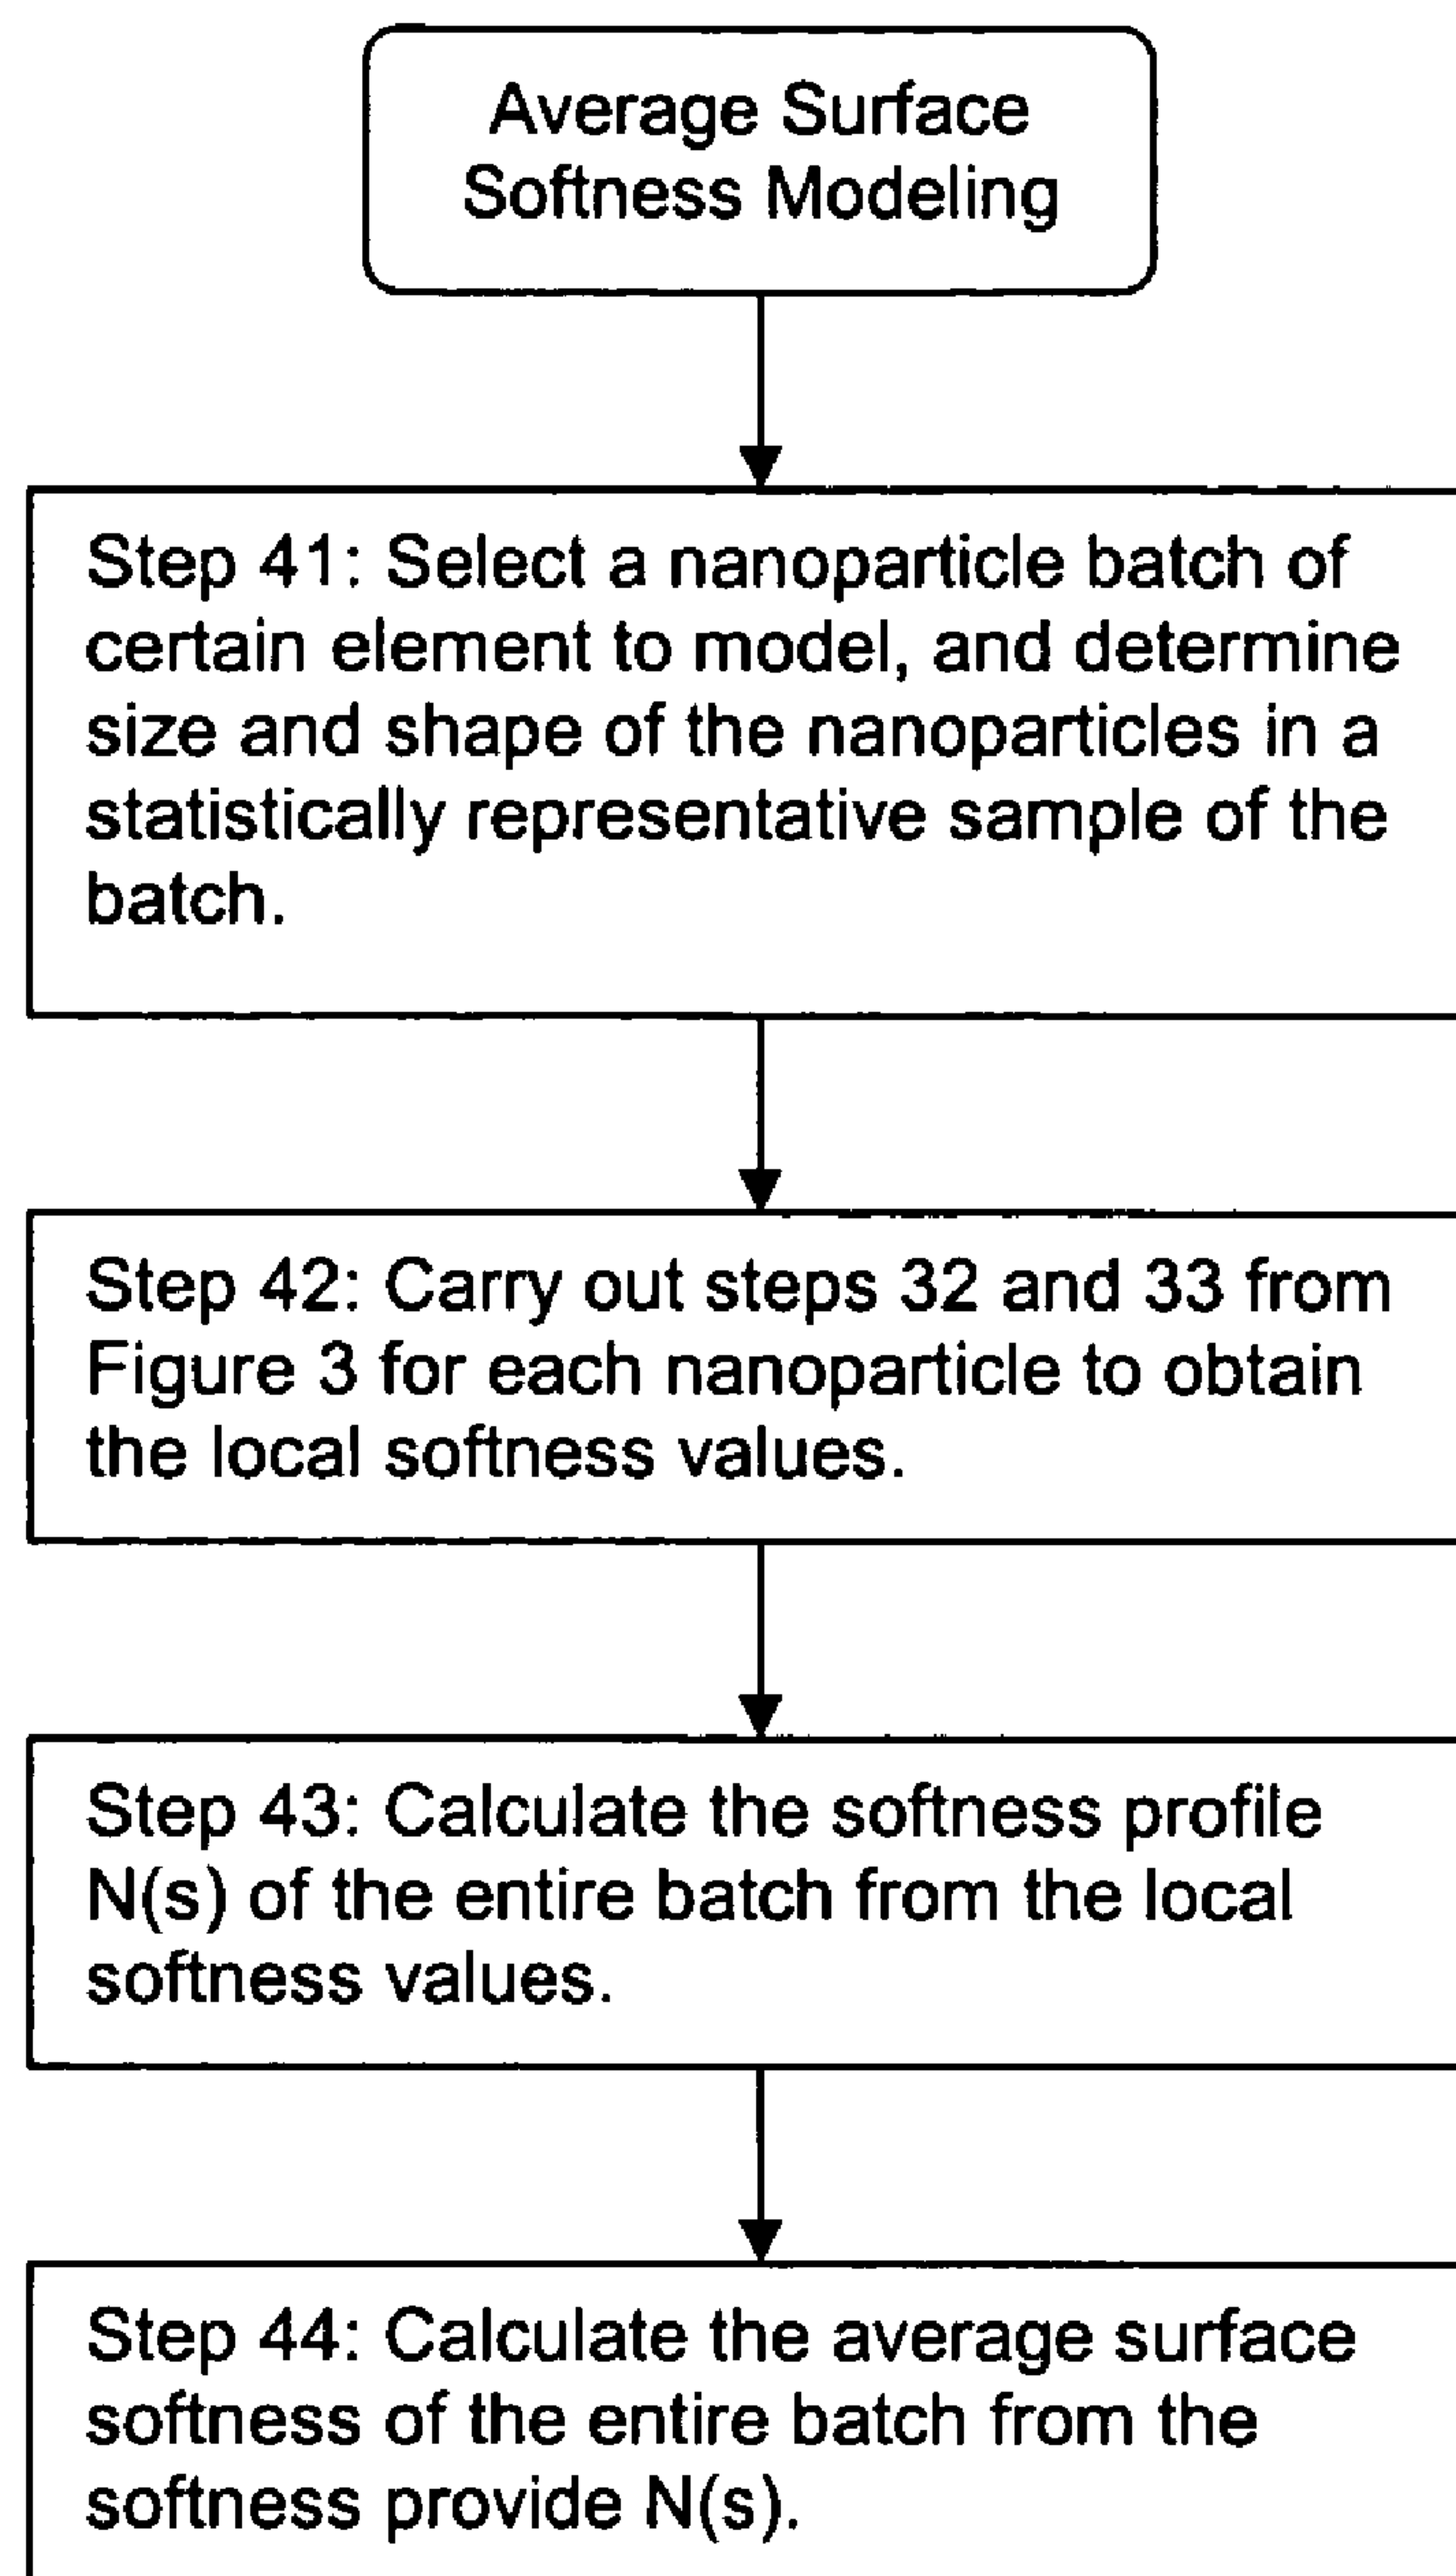 Average Surface
Softness Modeling
Step 41: Select a nanoparticle batch of
certain element to model, and determine
size and shape of the nanoparticles in a
statistically representative sample of the
batch.
Step 42: Carry out steps 32 and 33 from
Figure 3 for each nanoparticle to obtain
the local softness values.
Step 43: Calculate the softness profile
N(s) of the entire batch from the local
softness values.
Step 44: Calculate the average surface
softness of the entire batch from the
softness provide N(s).